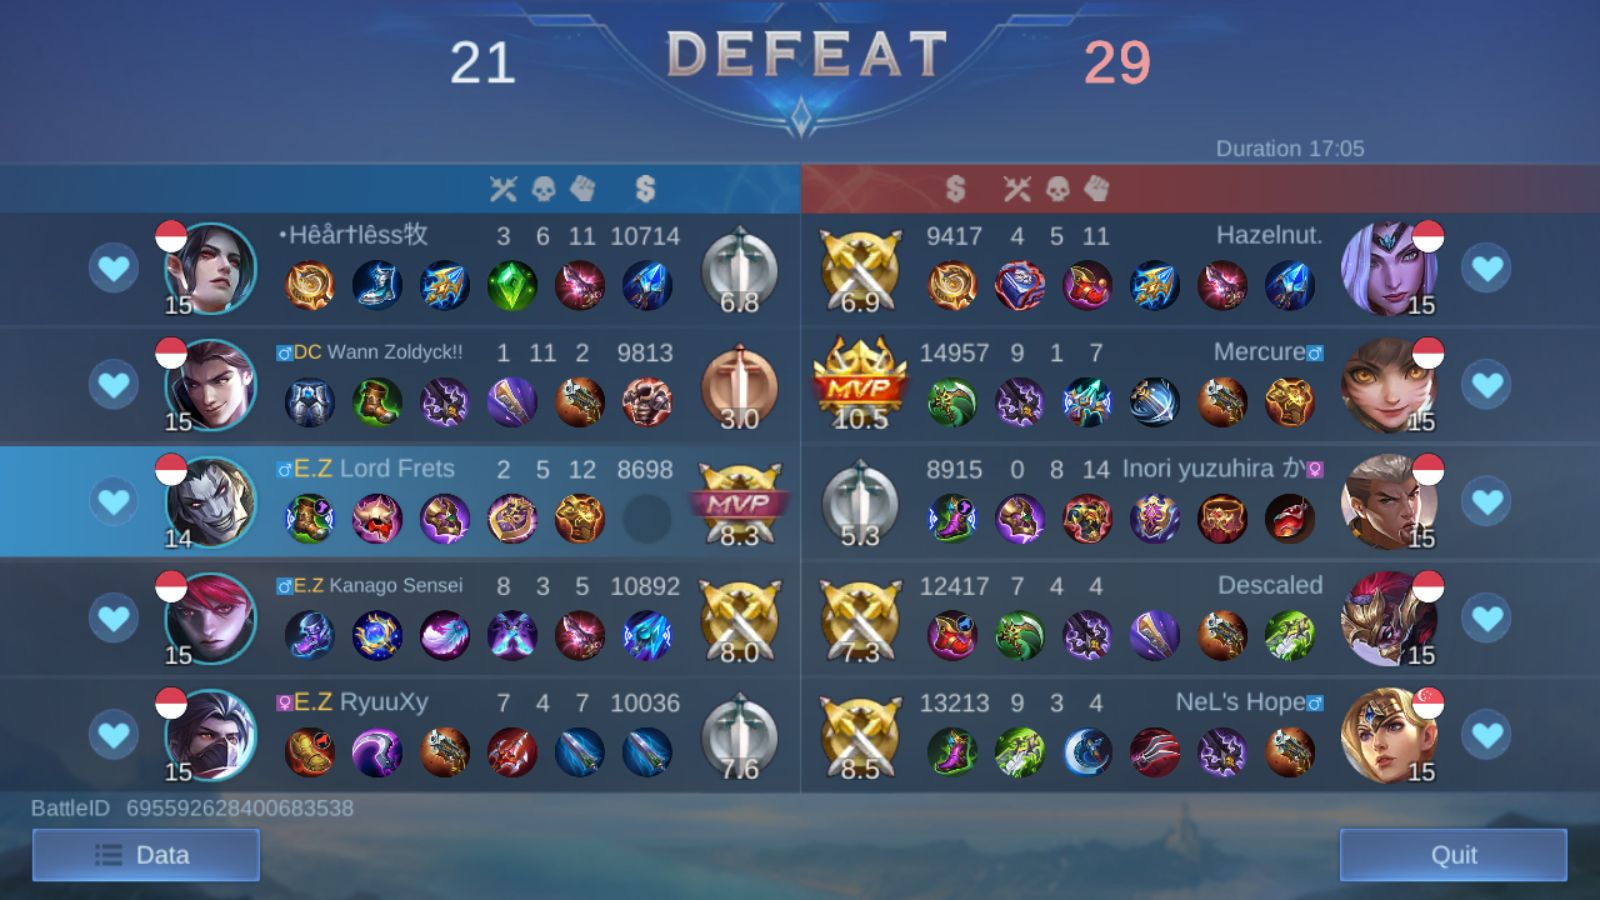 21 DEFEAT 29
Duration 17:05
•Hêår†lêss牧 3 6 11 10714
15 6.8
6.9 9417 4 5 11 Hazelnut.
15
DC Wann Zoldyck!! 1 11 2 9813
15 3.0
MVP 10.5 14957 9 1 7 Mercure
15
E.Z Lord Frets 2 5 12 8698
14 MVP 8.3
5.3 8915 0 8 14 Inori yuzuhira か
15
E.Z Kanago Sensei 8 3 5 10892
15 8.0
7.3 12417 7 4 4 Descaled
15
E.Z RyuuXy 7 4 7 10036
15 7.6
8.5 13213 9 3 4 NeL's Hope
15
BattleID 695592628400683538
Data
Quit